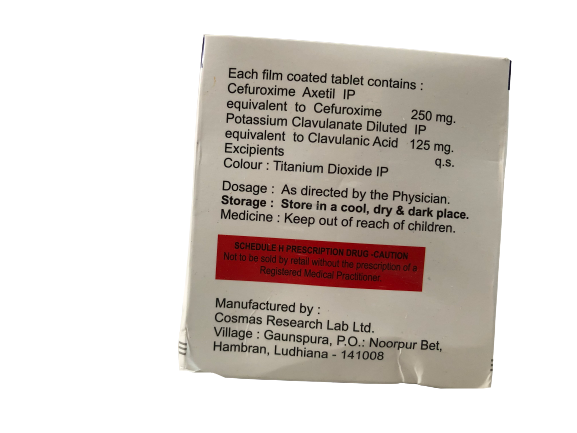 Each film coated tablet contains :
Cefuroxime Axetil IP
equivalent to Cefuroxime 250 mg.
Potassium Clavulanate Diluted IP
equivalent to Clavulanic Acid 125 mg.
Excipients q.s.
Colour : Titanium Dioxide IP
Dosage : As directed by the Physician.
Storage : Store in a cool, dry & dark place.
Medicine : Keep out of reach of children.
SCHEDULE H PRESCRIPTION DRUG -CAUTION
Not to be sold by retail without the prescription of a
Registered Medical Practitioner.
Manufactured by :
Cosmas Research Lab Ltd.
Village : Gaunspura, P.O.: Noorpur Bet,
Hambran, Ludhiana - 141008